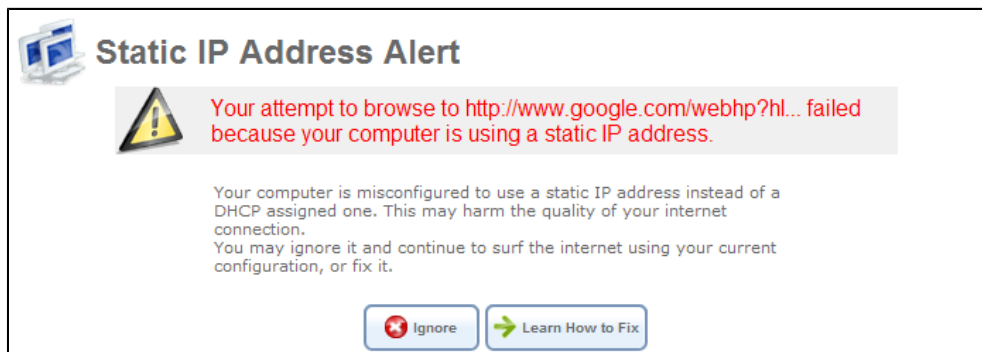 Static IP Address Alert
Your attempt to browse to http://www.google.com/webhp?hl... failed
because your computer is using a static IP address.
Your computer is misconfigured to use a static IP address instead of a
DHCP assigned one. This may harm the quality of your internet
connection.
You may ignore it and continue to surf the internet using your current
configuration, or fix it.
Ignore
Learn How to Fix